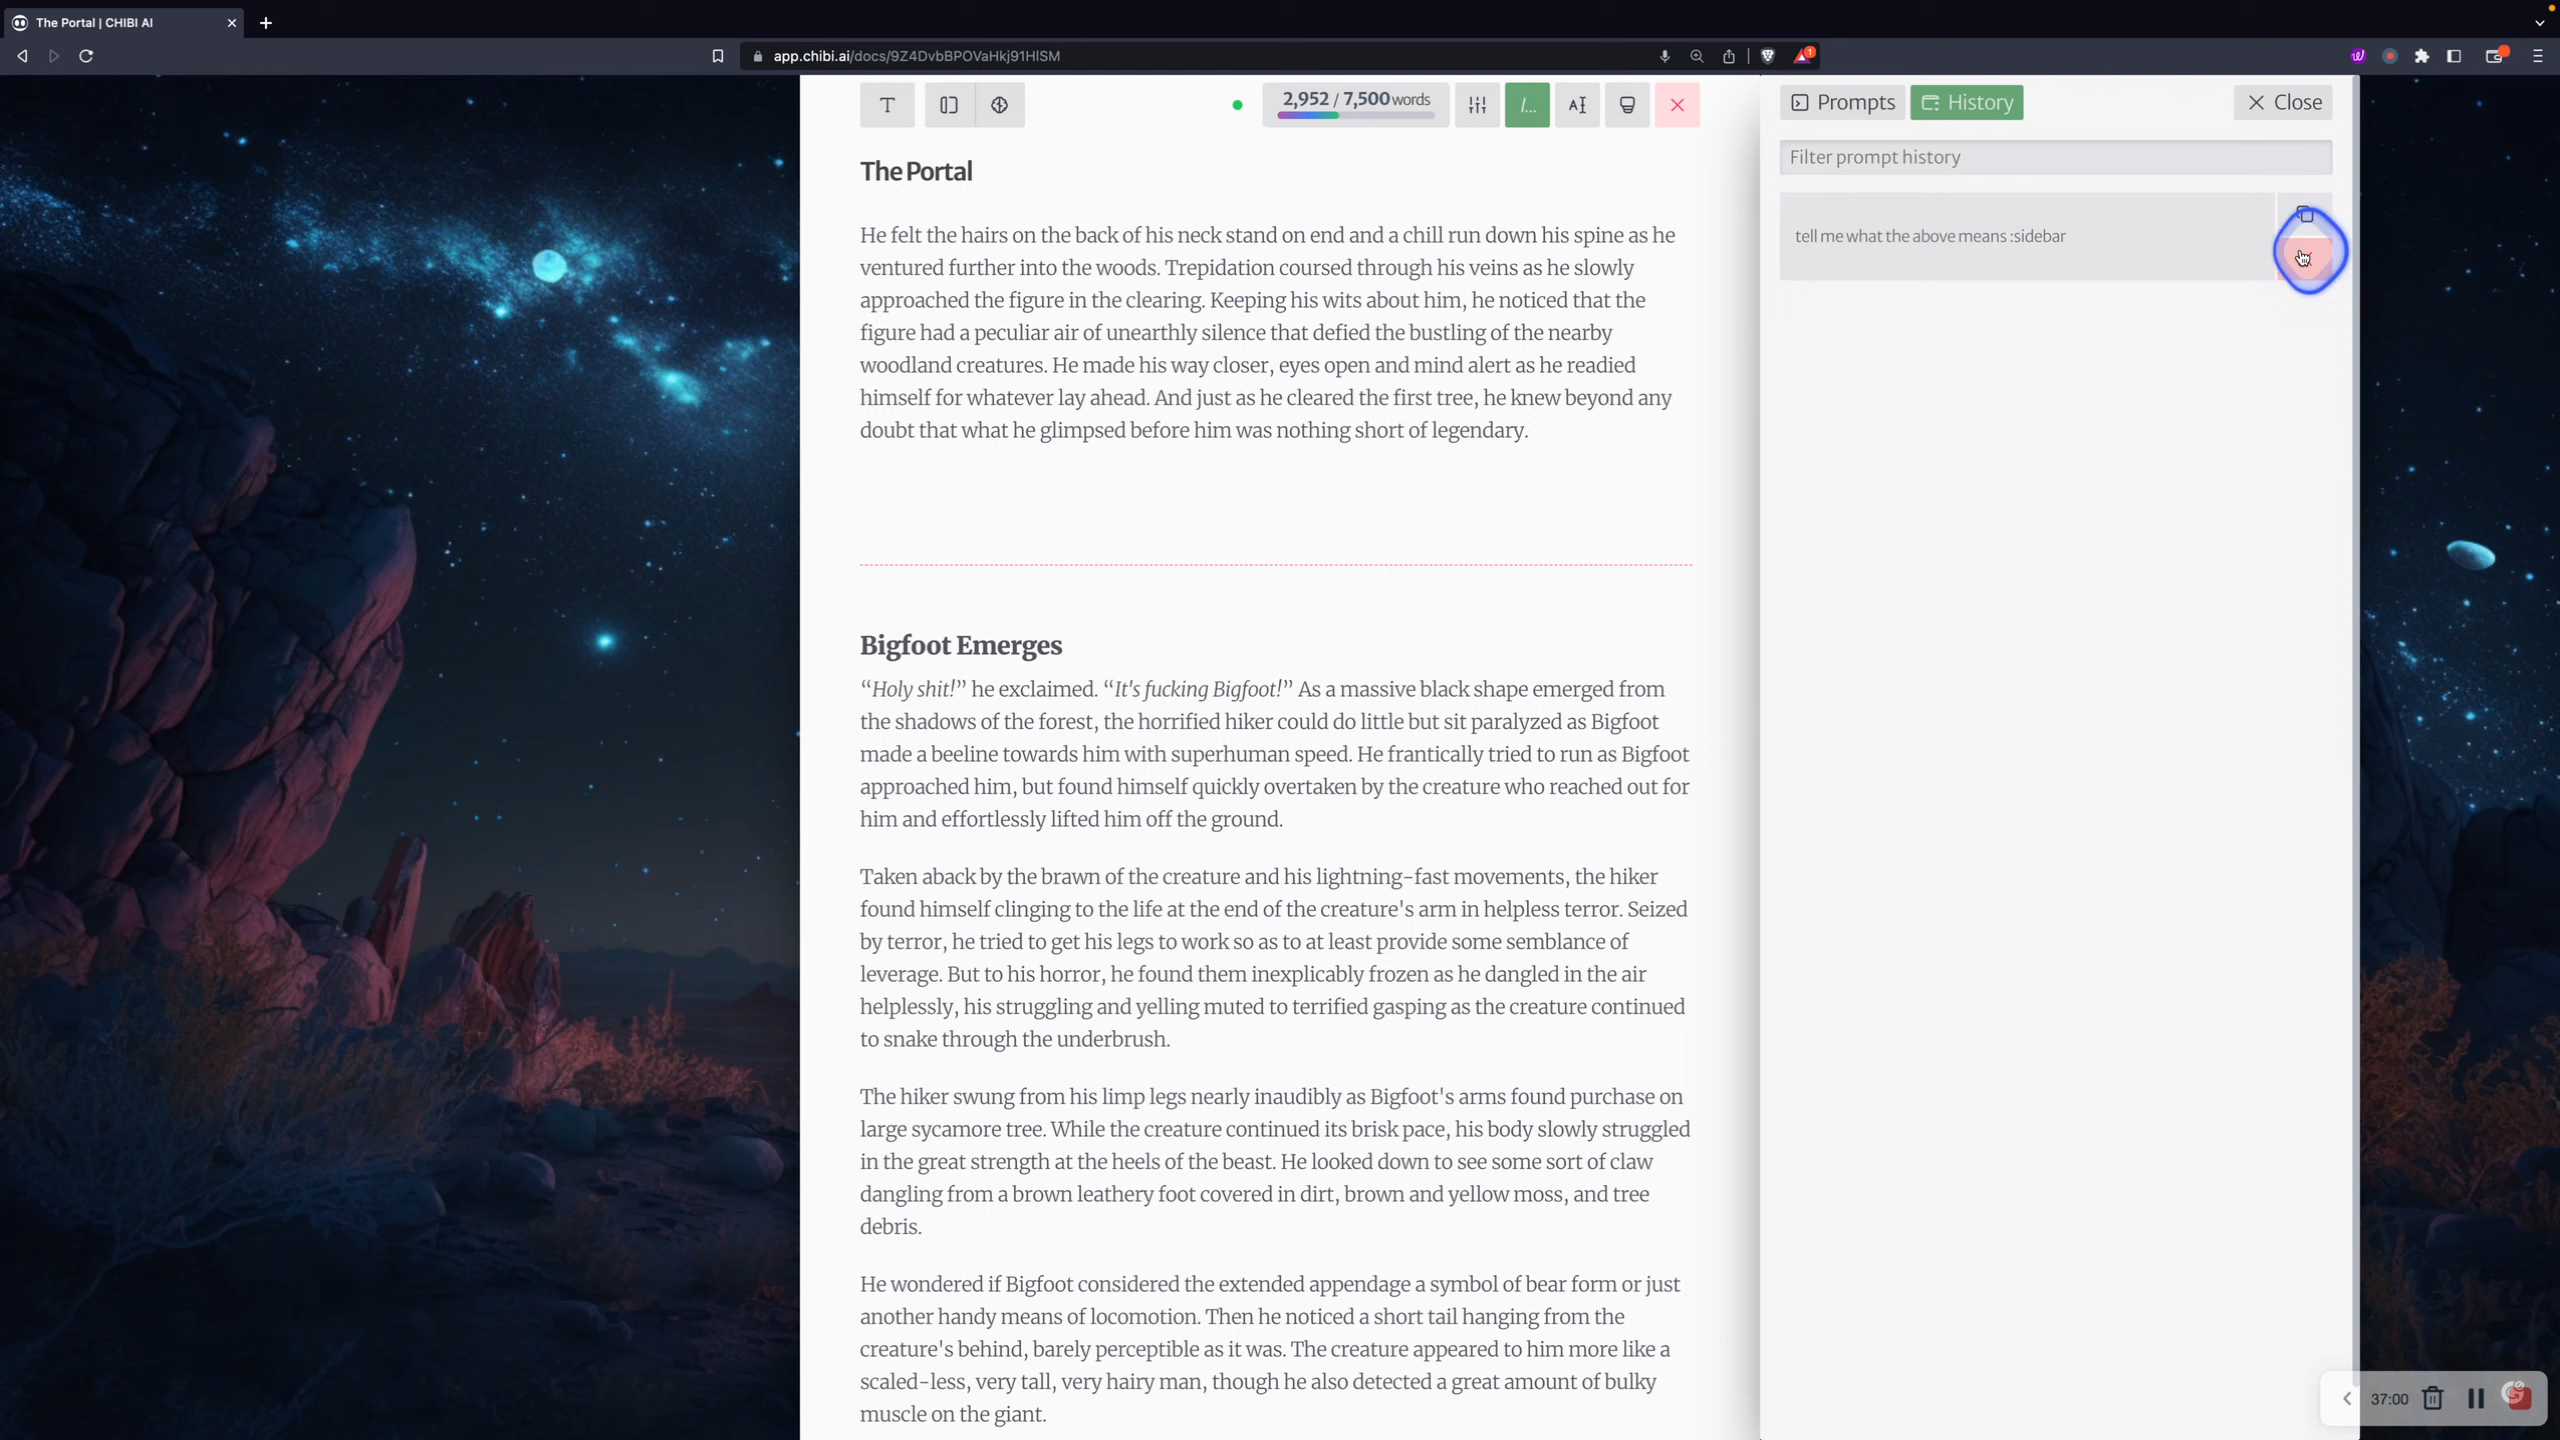 The Portal | CHIBI AI
app.chibi.ai/docs/9Z4DvbBPOVaHkj91HlSM
1
2,952 / 7,500 words
/...
Prompts
History
Close
Filter prompt history
tell me what the above means :sidebar
The Portal
He felt the hairs on the back of his neck stand on end and a chill run down his spine as he
ventured further into the woods. Trepidation coursed through his veins as he slowly
approached the figure in the clearing. Keeping his wits about him, he noticed that the
figure had a peculiar air of unearthly silence that defied the bustling of the nearby
woodland creatures. He made his way closer, eyes open and mind alert as he readied
himself for whatever lay ahead. And just as he cleared the first tree, he knew beyond any
doubt that what he glimpsed before him was nothing short of legendary.
Bigfoot Emerges
“Holy shit!” he exclaimed. “It's fucking Bigfoot!” As a massive black shape emerged from
the shadows of the forest, the horrified hiker could do little but sit paralyzed as Bigfoot
made a beeline towards him with superhuman speed. He frantically tried to run as Bigfoot
approached him, but found himself quickly overtaken by the creature who reached out for
him and effortlessly lifted him off the ground.
Taken aback by the brawn of the creature and his lightning-fast movements, the hiker
found himself clinging to the life at the end of the creature's arm in helpless terror. Seized
by terror, he tried to get his legs to work so as to at least provide some semblance of
leverage. But to his horror, he found them inexplicably frozen as he dangled in the air
helplessly, his struggling and yelling muted to terrified gasping as the creature continued
to snake through the underbrush.
The hiker swung from his limp legs nearly inaudibly as Bigfoot's arms found purchase on
large sycamore tree. While the creature continued its brisk pace, his body slowly struggled
in the great strength at the heels of the beast. He looked down to see some sort of claw
dangling from a brown leathery foot covered in dirt, brown and yellow moss, and tree
debris.
He wondered if Bigfoot considered the extended appendage a symbol of bear form or just
another handy means of locomotion. Then he noticed a short tail hanging from the
creature's behind, barely perceptible as it was. The creature appeared to him more like a
scaled-less, very tall, very hairy man, though he also detected a great amount of bulky
muscle on the giant.
37:00